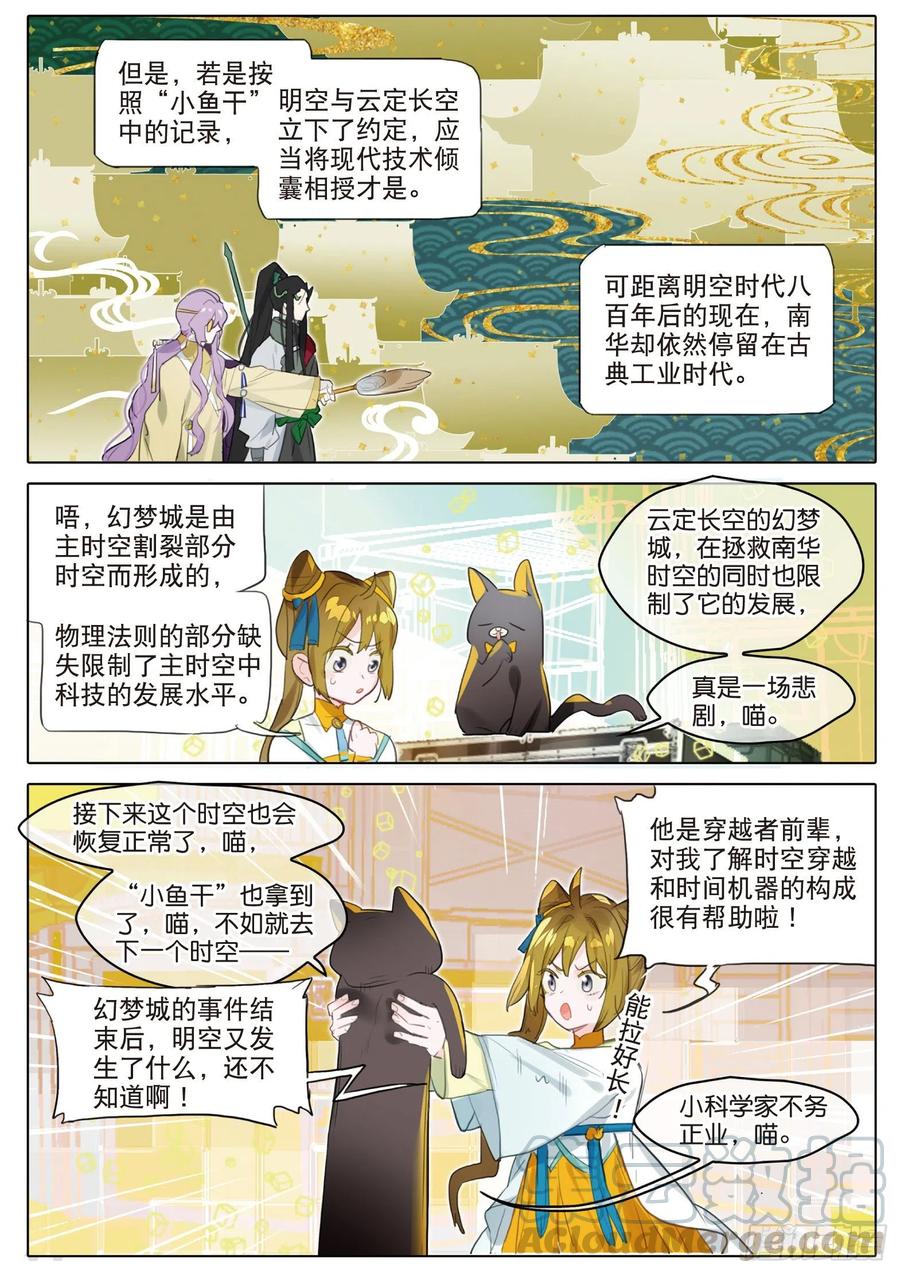 但是，若是按
照“小鱼干”
中的记录，
明空与云定长空
立下了约定，应
当将现代技术倾
囊相授才是。
可距离明空时代八
百年后的现在，南
华却依然停留在古
典工业时代。
唔，幻梦城是由
主时空割裂部分
时空而形成的，
物理法则的部分缺
失限制了主时空中
科技的发展水平。
云定长空的幻梦
城，在拯救南华
时空的同时也限
制了它的发展，
真是一场悲
剧，喵。
接下来这个时空也会
恢复正常了，喵，
“小鱼干”也拿到
了，喵，不如就去
下一个时空——
他是穿越者前辈，
对我了解时空穿越
和时间机器的构成
很有帮助啦！
幻梦城的事件结
束后，明空又发
生了什么，还不
知道啊！
能拉好长！
小科学家不务
正业，喵。
AcloudMerge.com